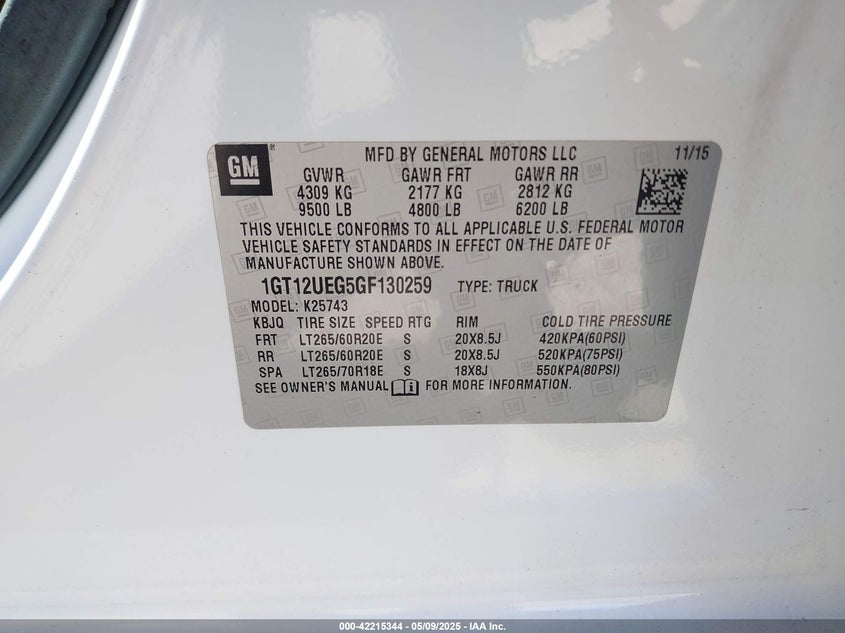 GM ®
MFD BY GENERAL MOTORS LLC 11/15
GVWR GAWR FRT GAWR RR
4309 KG 2177 KG 2812 KG
9500 LB 4800 LB 6200 LB
THIS VEHICLE CONFORMS TO ALL APPLICABLE U.S. FEDERAL MOTOR
VEHICLE SAFETY STANDARDS IN EFFECT ON THE DATE OF
MANUFACTURE SHOWN ABOVE.
1GT12UEG5GF130259 TYPE: TRUCK
MODEL: K25743
KBJQ TIRE SIZE SPEED RTG RIM COLD TIRE PRESSURE
FRT LT265/60R20E S 20X8.5J 420KPA(60PSI)
RR LT265/60R20E S 20X8.5J 520KPA(75PSI)
SPA LT265/70R18E S 18X8J 550KPA(80PSI)
SEE OWNER'S MANUAL i FOR MORE INFORMATION.
000-42215344 | 05/09/2025 - IAA Inc.